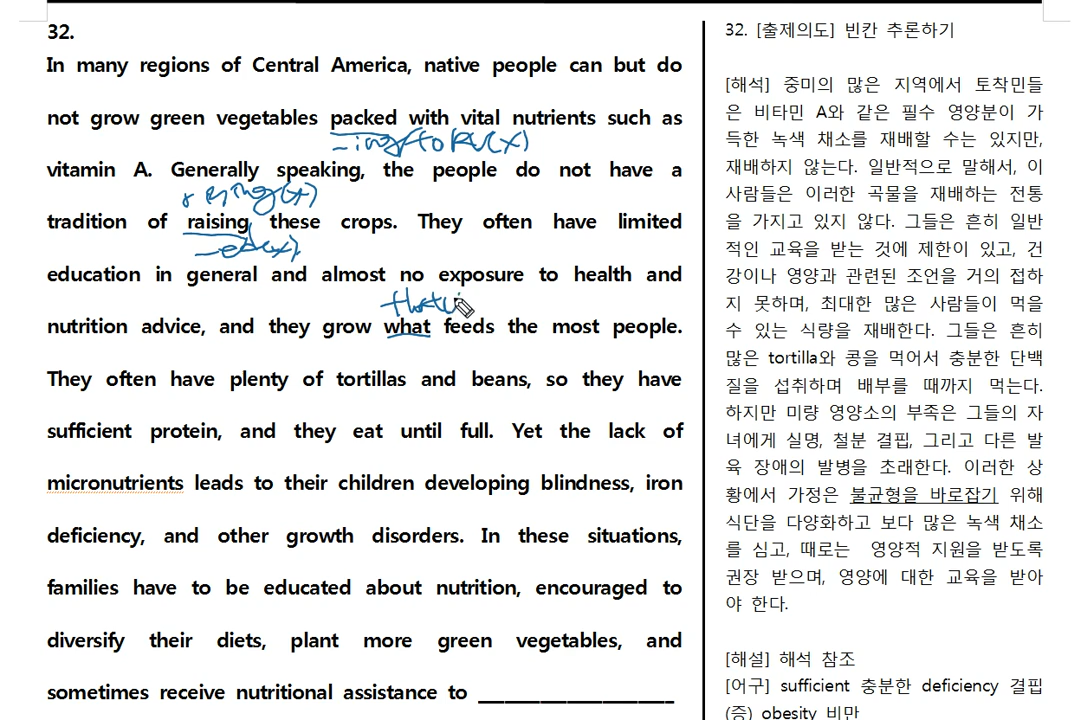 32.
In many regions of Central America, native people can but do
not grow green vegetables packed with vital nutrients such as
vitamin A. Generally speaking, the people do not have a
tradition of raising these crops. They often have limited
education in general and almost no exposure to health and
nutrition advice, and they grow what feeds the most people.
They often have plenty of tortillas and beans, so they have
sufficient protein, and they eat until full. Yet the lack of
micronutrients leads to their children developing blindness, iron
deficiency, and other growth disorders. In these situations,
families have to be educated about nutrition, encouraged to
diversify their diets, plant more green vegetables, and
sometimes receive nutritional assistance to
32. [출제의도] 빈칸 추론하기
[해석] 중미의 많은 지역에서 토착민들
은 비타민 A와 같은 필수 영양분이 가
득한 녹색 채소를 재배할 수는 있지만,
재배하지 않는다. 일반적으로 말해서, 이
사람들은 이러한 곡물을 재배하는 전통
을 가지고 있지 않다. 그들은 흔히 일반
적인 교육을 받는 것에 제한이 있고, 건
강이나 영양과 관련된 조언을 거의 접하
지 못하며, 최대한 많은 사람들이 먹을
수 있는 식량을 재배한다. 그들은 흔히
많은 tortilla와 콩을 먹어서 충분한 단백
질을 섭취하며 배부를 때까지 먹는다.
하지만 미량 영양소의 부족은 그들의 자
녀에게 실명, 철분 결핍, 그리고 다른 발
육 장애의 발병을 초래한다. 이러한 상
황에서 가정은 불균형을 바로잡기 위해
식단을 다양화하고 보다 많은 녹색 채소
를 심고, 때로는 영양적 지원을 받도록
권장 받으며, 영양에 대한 교육을 받아
야 한다.
[해설] 해석 참조
[어구] sufficient 충분한 deficiency 결핍
(증) obesity 비만